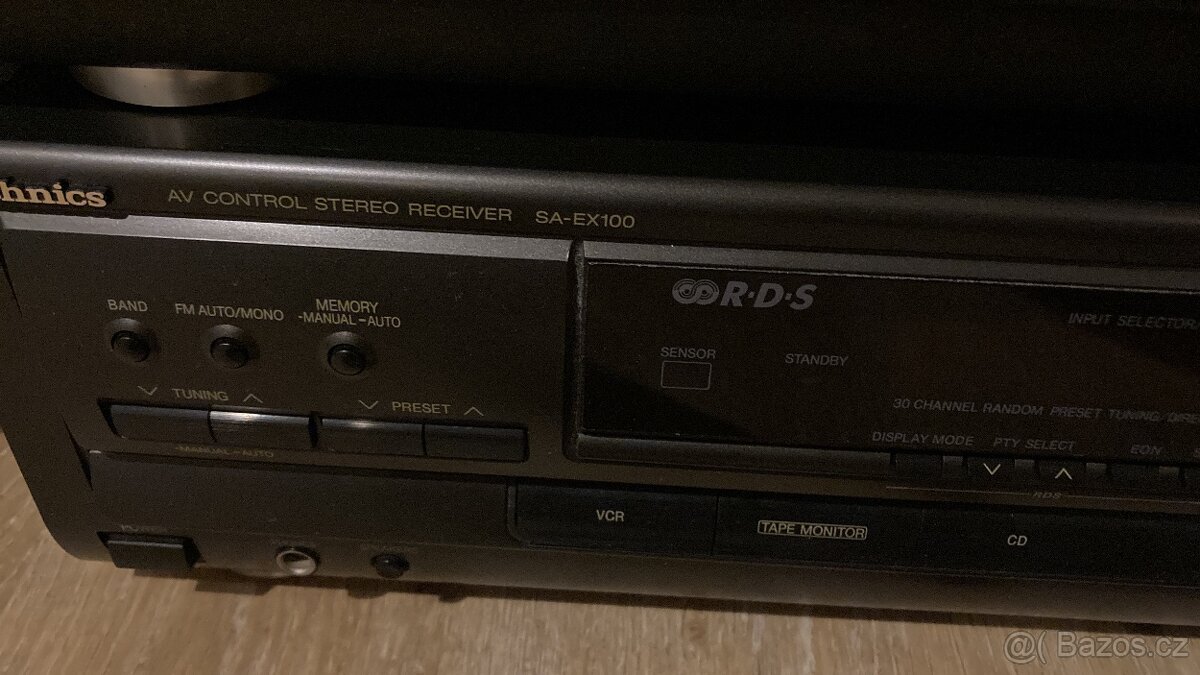 hnics
AV CONTROL STEREO RECEIVER SA-EX100
R·D·S
INPUT SELECTOR
BAND
FM AUTO/MONO
MEMORY
-MANUAL -AUTO
SENSOR
STANDBY
TUNING
PRESET
-MANUAL -AUTO
30 CHANNEL RANDOM PRESET TUNING/
DISPLAY MODE
PTY SELECT
EON
RDS
VCR
TAPE MONITOR
CD
@( Bazos.cz